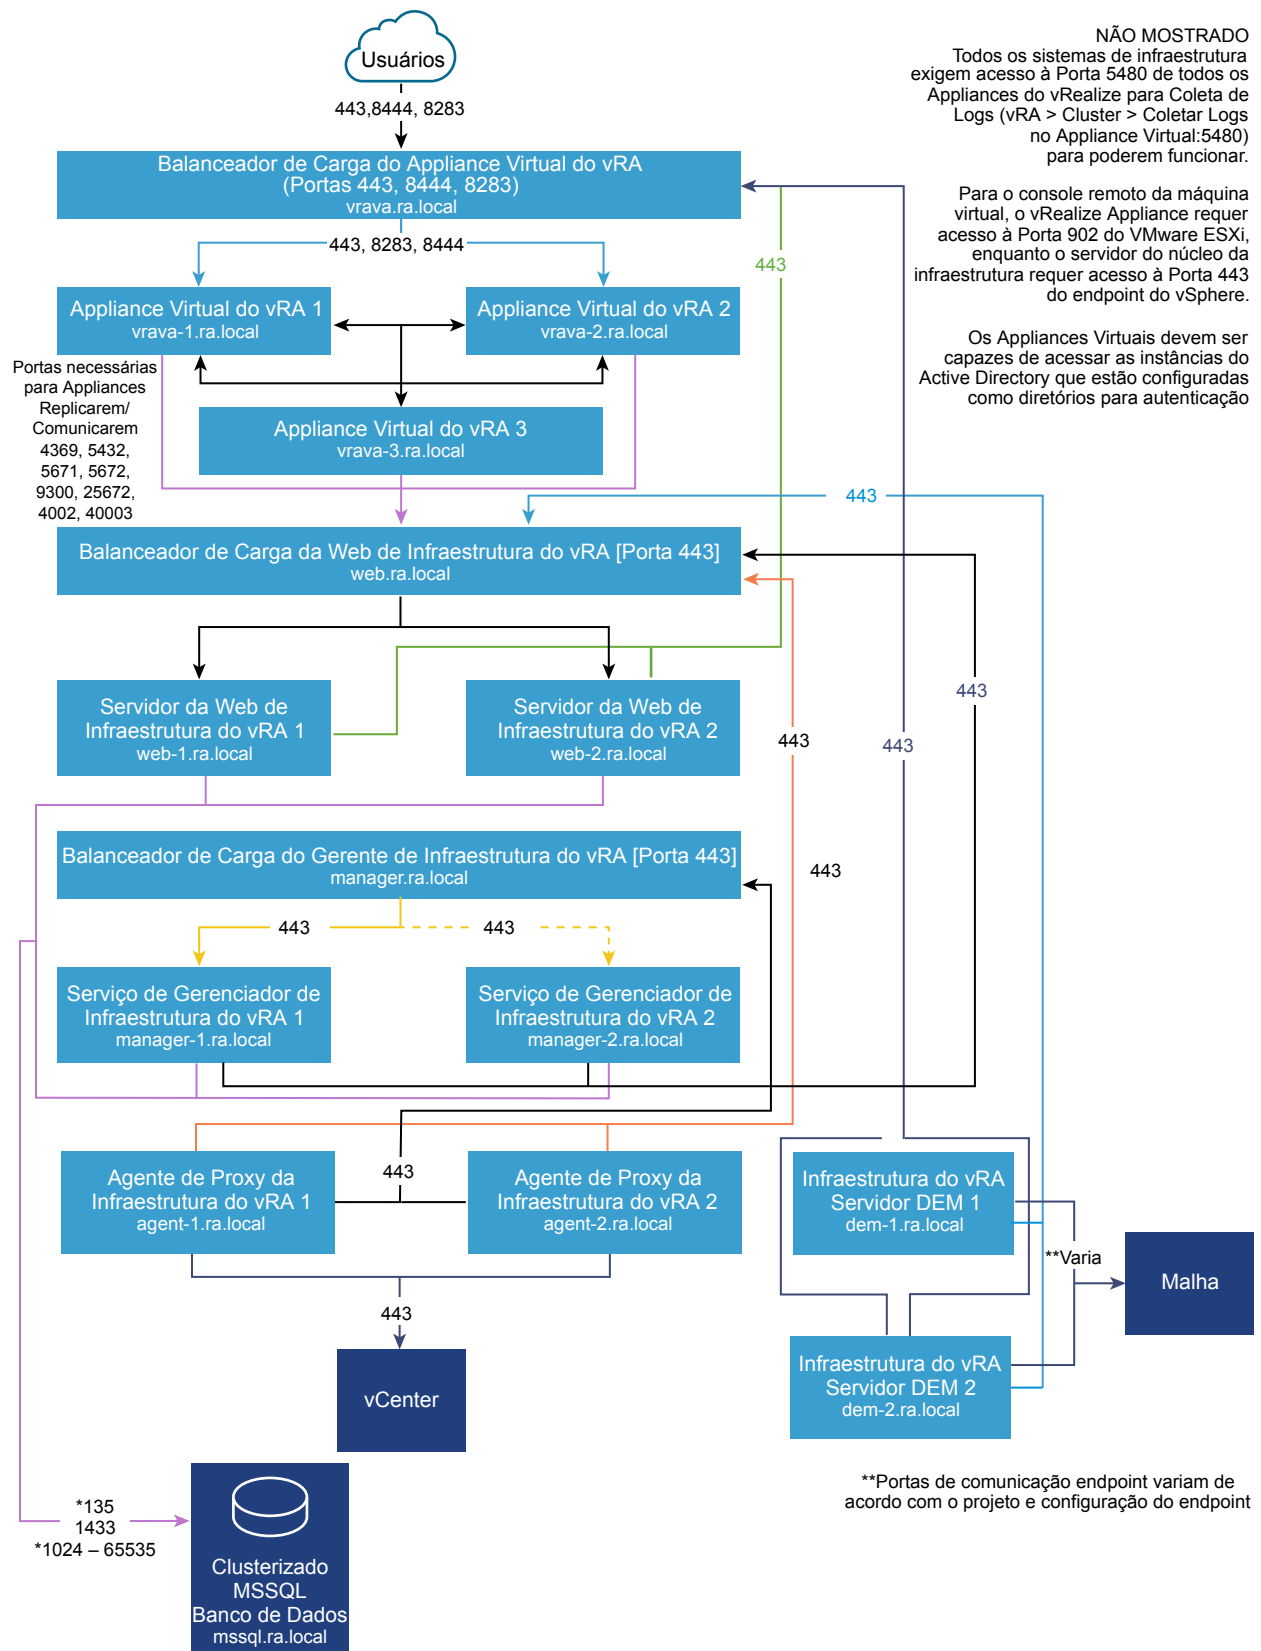 Usuários
443,8444, 8283
Balanceador de Carga do Appliance Virtual do vRA
(Portas 443, 8444, 8283)
vrava.ra.local
443, 8283, 8444
Appliance Virtual do vRA 1
vrava-1.ra.local
Appliance Virtual do vRA 2
vrava-2.ra.local
443
Portas necessárias
para Appliances
Replicarem/
Comunicarem
4369, 5432,
5671, 5672,
9300, 25672,
4002, 40003
Appliance Virtual do vRA 3
vrava-3.ra.local
NÃO MOSTRADO
Todos os sistemas de infraestrutura
exigem acesso à Porta 5480 de todos os
Appliances do vRealize para Coleta de
Logs (vRA > Cluster > Coletar Logs
no Appliance Virtual:5480)
para poderem funcionar.
Para o console remoto da máquina
virtual, o vRealize Appliance requer
acesso à Porta 902 do VMware ESXi,
enquanto o servidor do núcleo da
infraestrutura requer acesso à Porta 443
do endpoint do vSphere.
Os Appliances Virtuais devem ser
capazes de acessar as instâncias do
Active Directory que estão configuradas
como diretórios para autenticação
443
Balanceador de Carga da Web de Infraestrutura do vRA [Porta 443]
web.ra.local
Servidor da Web de
Infraestrutura do vRA 1
web-1.ra.local
Servidor da Web de
Infraestrutura do vRA 2
web-2.ra.local
443
443
443
Balanceador de Carga do Gerente de Infraestrutura do vRA [Porta 443]
manager.ra.local
443
443
443
Serviço de Gerenciador de
Infraestrutura do vRA 1
manager-1.ra.local
Serviço de Gerenciador de
Infraestrutura do vRA 2
manager-2.ra.local
Agente de Proxy da
Infraestrutura do vRA 1
agent-1.ra.local
443
Agente de Proxy da
Infraestrutura do vRA 2
agent-2.ra.local
Infraestrutura do vRA
Servidor DEM 1
dem-1.ra.local
**Varia
Malha
443
vCenter
Infraestrutura do vRA
Servidor DEM 2
dem-2.ra.local
**Portas de comunicação endpoint variam de
acordo com o projeto e configuração do endpoint
*135
1433
*1024 – 65535
Clusterizado
MSSQL
Banco de Dados
mssql.ra.local